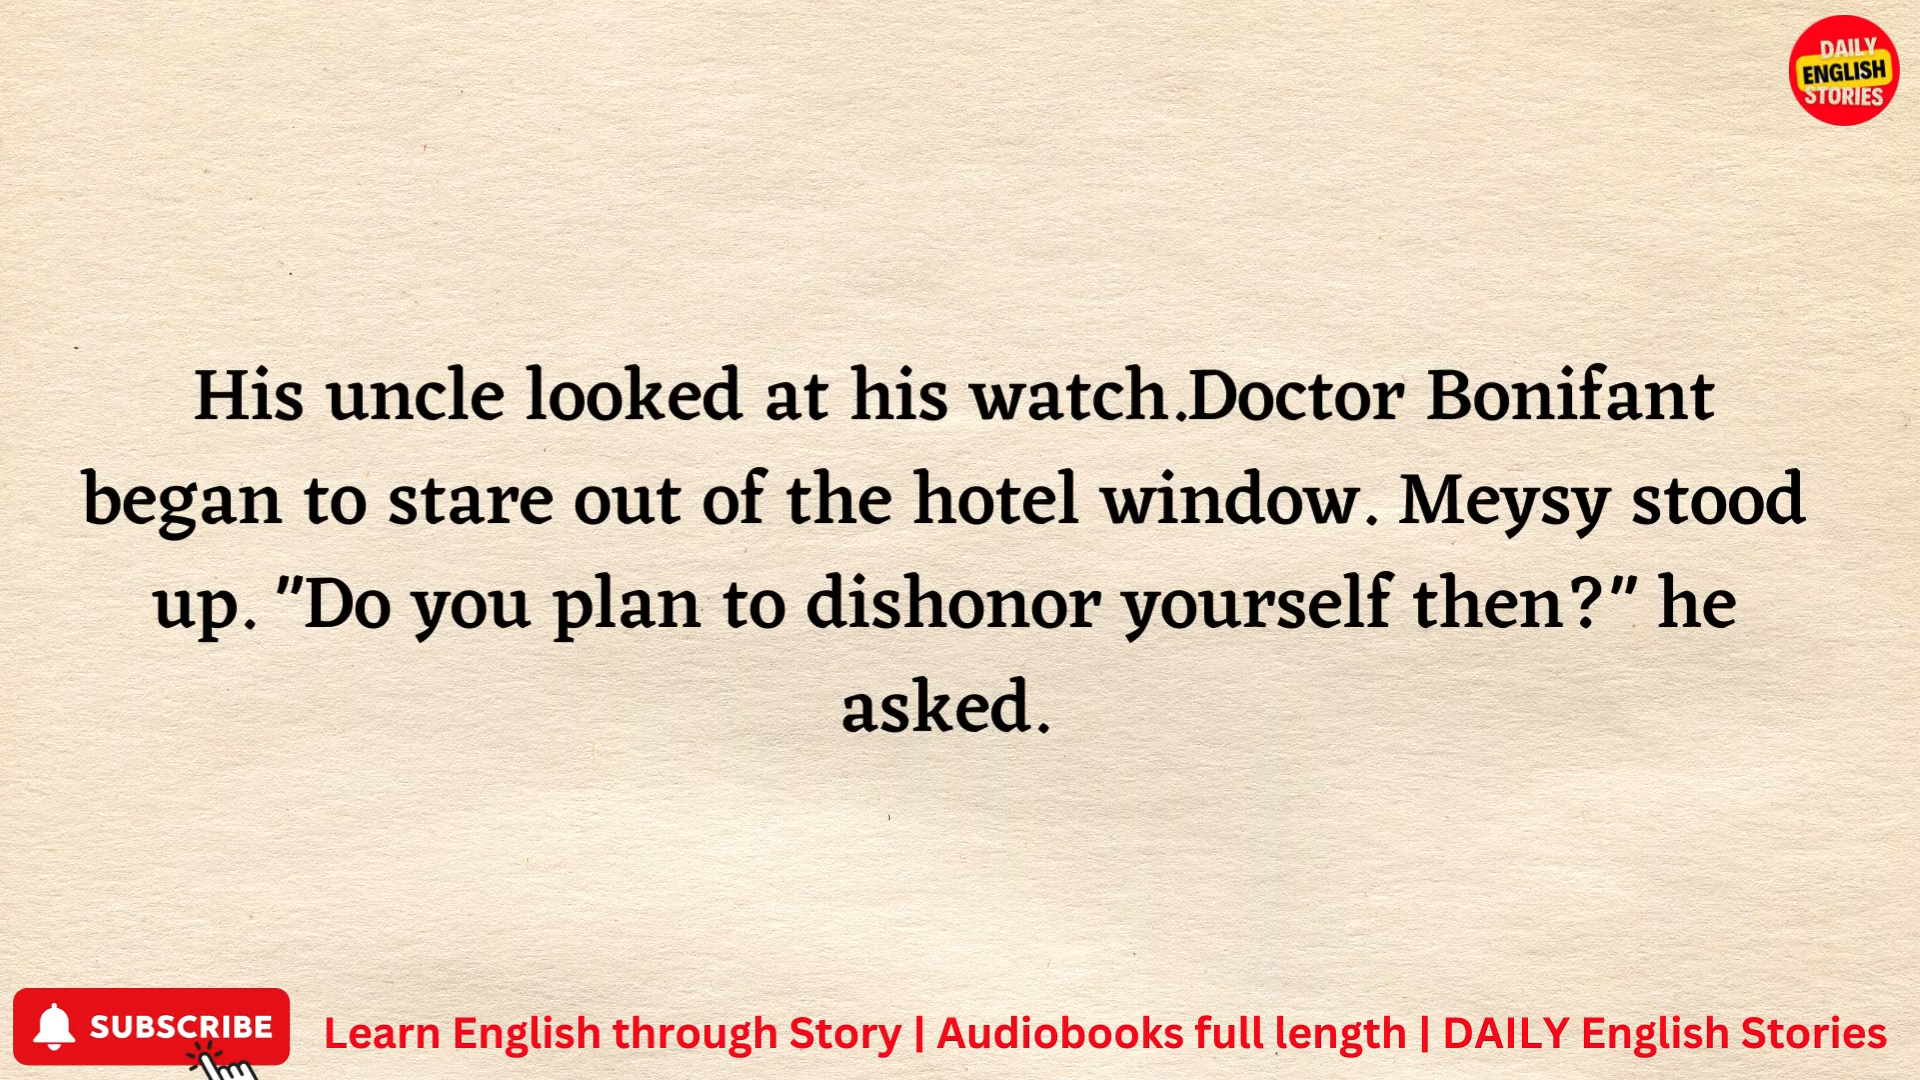 DAILY
ENGLISH
STORIES
His uncle looked at his watch.Doctor Bonifant
began to stare out of the hotel window. Meysy stood
up. "Do you plan to dishonor yourself then?" he
asked.
SUBSCRIBE
Learn English through Story | Audiobooks full length | DAILY English Stories